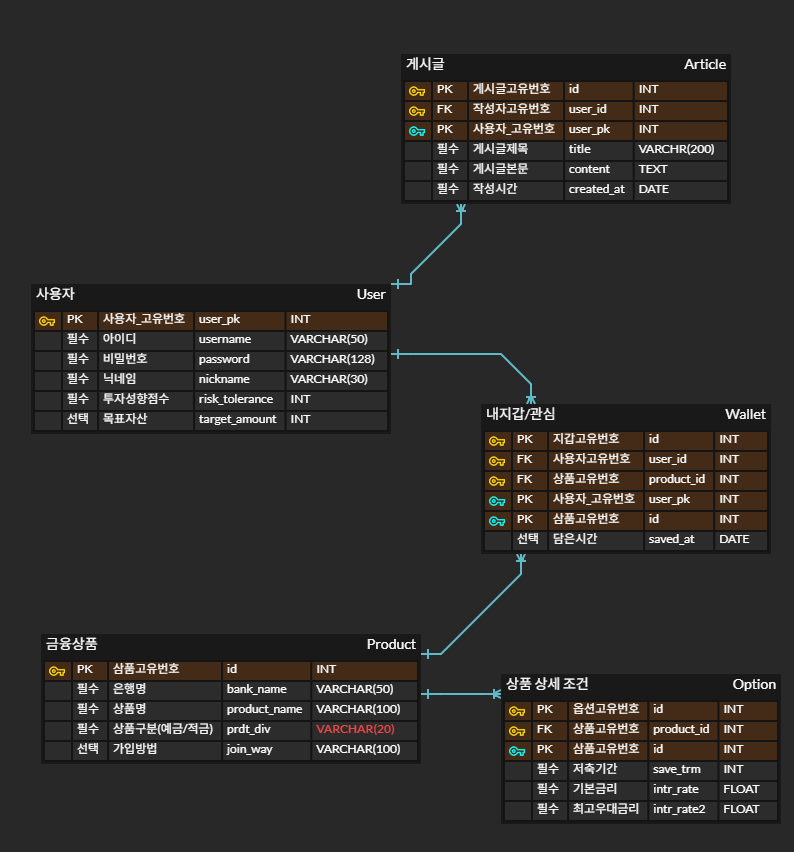 게시글 Article
PK 게시글고유번호 id INT
FK 작성자고유번호 user_id INT
PK 사용자_고유번호 user_pk INT
필수 게시글제목 title VARCHR(200)
필수 게시글본문 content TEXT
필수 작성시간 created_at DATE
사용자 User
PK 사용자_고유번호 user_pk INT
필수 아이디 username VARCHAR(50)
필수 비밀번호 password VARCHAR(128)
필수 닉네임 nickname VARCHAR(30)
필수 투자성향점수 risk_tolerance INT
선택 목표자산 target_amount INT
내지갑/관심 Wallet
PK 지갑고유번호 id INT
FK 사용자고유번호 user_id INT
FK 상품고유번호 product_id INT
PK 사용자_고유번호 user_pk INT
PK 상품고유번호 id INT
선택 담은시간 saved_at DATE
금융상품 Product
PK 상품고유번호 id INT
필수 은행명 bank_name VARCHAR(50)
필수 상품명 product_name VARCHAR(100)
필수 상품구분(예금/적금) prdt_div VARCHAR(20)
선택 가입방법 join_way VARCHAR(100)
상품 상세 조건 Option
PK 옵션고유번호 id INT
FK 상품고유번호 product_id INT
PK 상품고유번호 id INT
필수 저축기간 save_trm INT
필수 기본금리 intr_rate FLOAT
필수 최고우대금리 intr_rate2 FLOAT